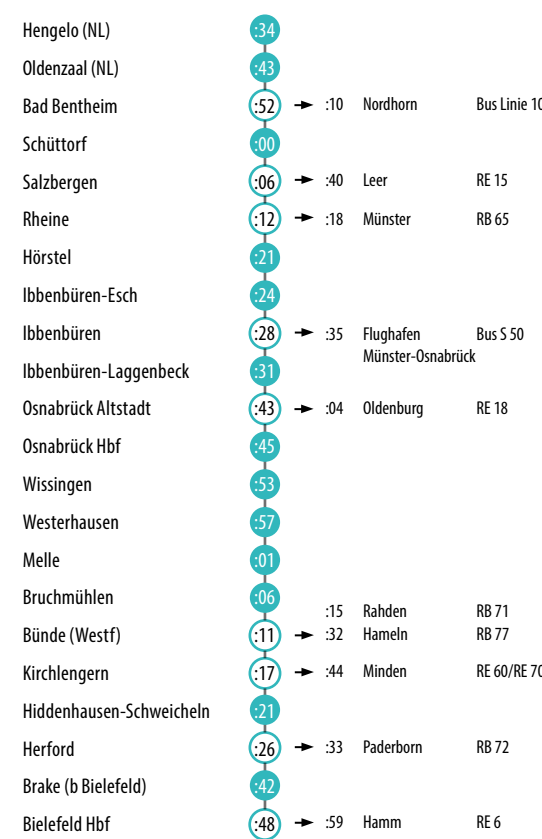 Hengelo (NL) :34
Oldenzaal (NL) :43
Bad Bentheim :52 :10 Nordhorn Bus Linie 10
Schüttorf :00
Salzbergen :06 :40 Leer RE 15
Rheine :12 :18 Münster RB 65
Hörstel :21
Ibbenbüren-Esch :24
Ibbenbüren :28 :35 Flughafen Bus S 50
Münster-Osnabrück
Ibbenbüren-Laggenbeck :31
Osnabrück Altstadt :43 :04 Oldenburg RE 18
Osnabrück Hbf :45
Wissingen :53
Westerhausen :57
Melle :01
Bruchmühlen :06
:15 Rahden RB 71
Bünde (Westf) :11 :32 Hameln RB 77
Kirchlengern :17 :44 Minden RE 60/RE 70
Hiddenhausen-Schweicheln :21
Herford :26 :33 Paderborn RB 72
Brake (b Bielefeld) :42
Bielefeld Hbf :48 :59 Hamm RE 6